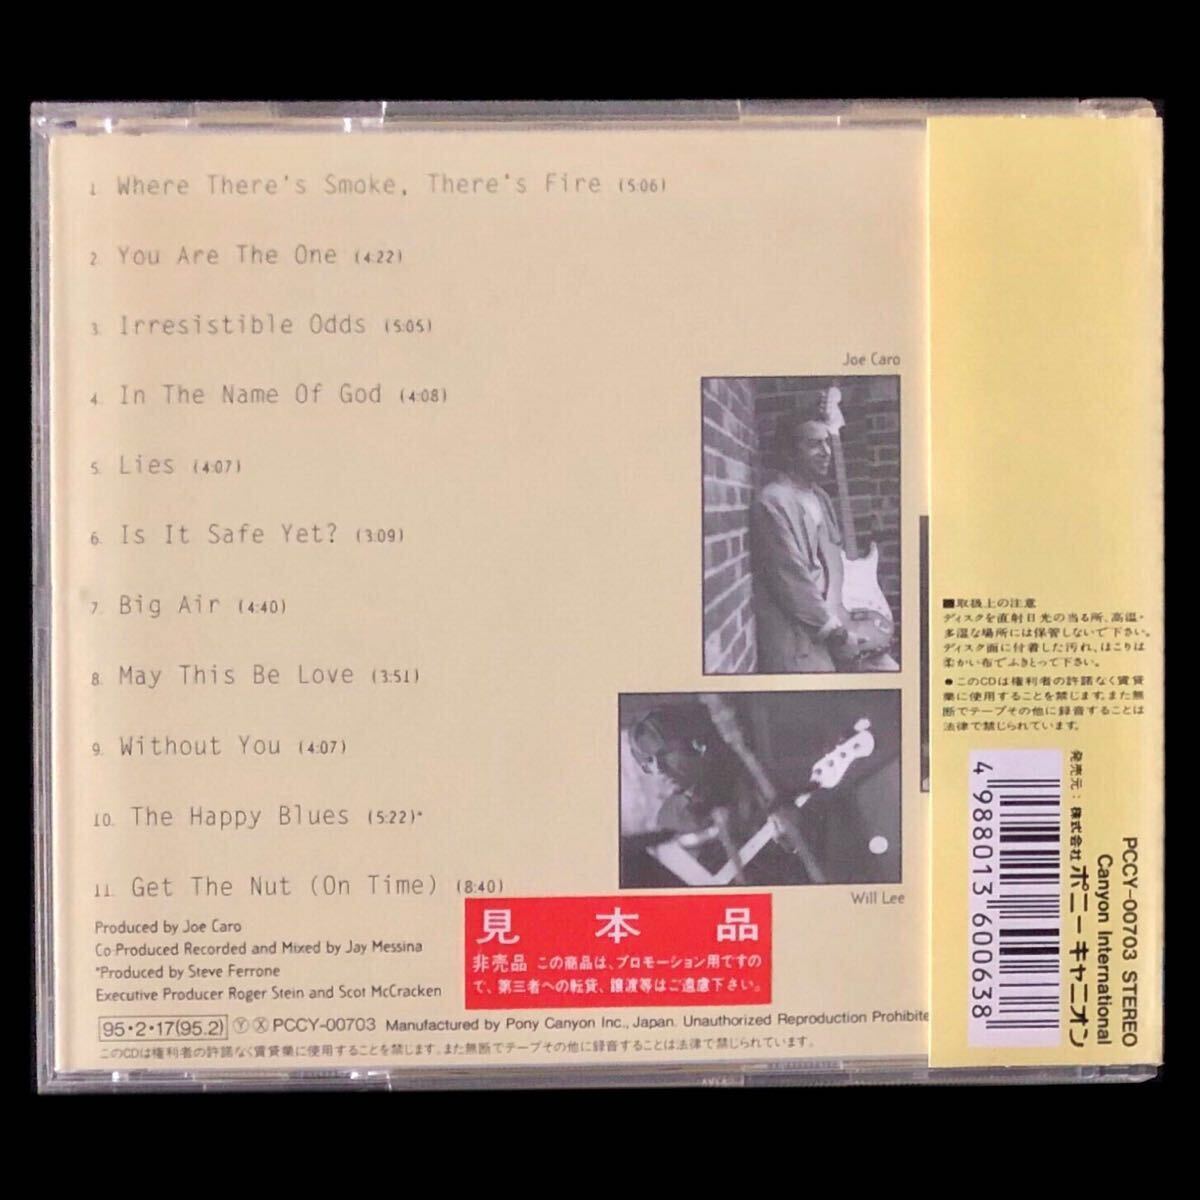 1. Where There's Smoke, There's Fire (5:06)
2. You Are The One (4:22)
3. Irresistible Odds (5:05)
4. In The Name Of God (4:08)
5. Lies (4:07)
6. Is It Safe Yet? (3:09)
7. Big Air (4:40)
8. May This Be Love (3:51)
9. Without You (4:07)
10. The Happy Blues (5:22)*
11. Get The Nut (On Time) (8:40)
Produced by Joe Caro
Co-Produced Recorded and Mixed by Jay Messina
*Produced by Steve Ferrone
Executive Producer Roger Stein and Scot McCracken
95・2・17(95.2) Ⓨ Ⓧ PCCY-00703 Manufactured by Pony Canyon Inc., Japan. Unauthorized Reproduction Prohibite
このCDは権利者の許諾なく賃貸業に使用することを禁じます。また無断でテープその他に録音することは法律で禁じられています。
Joe Caro
Will Lee
見本品
非売品 この商品は、プロモーション用ですの
で、第三者への転貸、譲渡等はご遠慮下さい。
■取扱上の注意
ディスクを直射日光の当る所、高温・
多湿な場所には保管しないで下さい。
ディスク面に付着した汚れ、ほこりは
柔かい布でふきとって下さい。
●このCDは権利者の許諾なく賃貸
業に使用することを禁じます。また無
断でテープその他に録音することは
法律で禁じられています。
PCCY-00703 STEREO
Canyon International
発売元：株式会社ポニーキャニオン
4 988013 600638